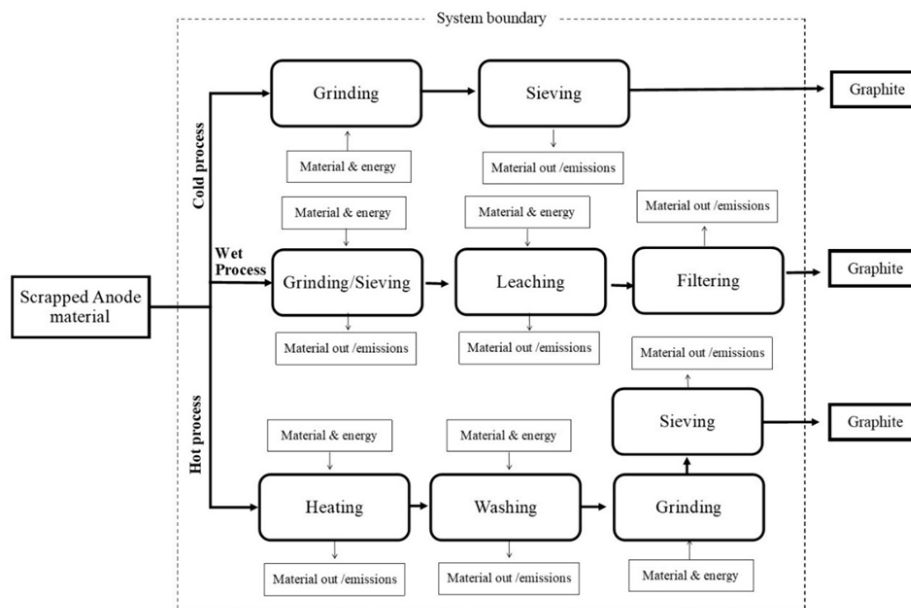 System boundary
Grinding
Sieving
Graphite
Cold process
Material & energy
Material out /emissions
Material & energy
Material & energy
Material out /emissions
Wet
Process
Grinding/Sieving
Leaching
Filtering
Graphite
Scrapped Anode
material
Material out /emissions
Material out /emissions
Material out /emissions
Hot process
Sieving
Graphite
Material & energy
Material & energy
Heating
Washing
Grinding
Material out /emissions
Material out /emissions
Material & energy